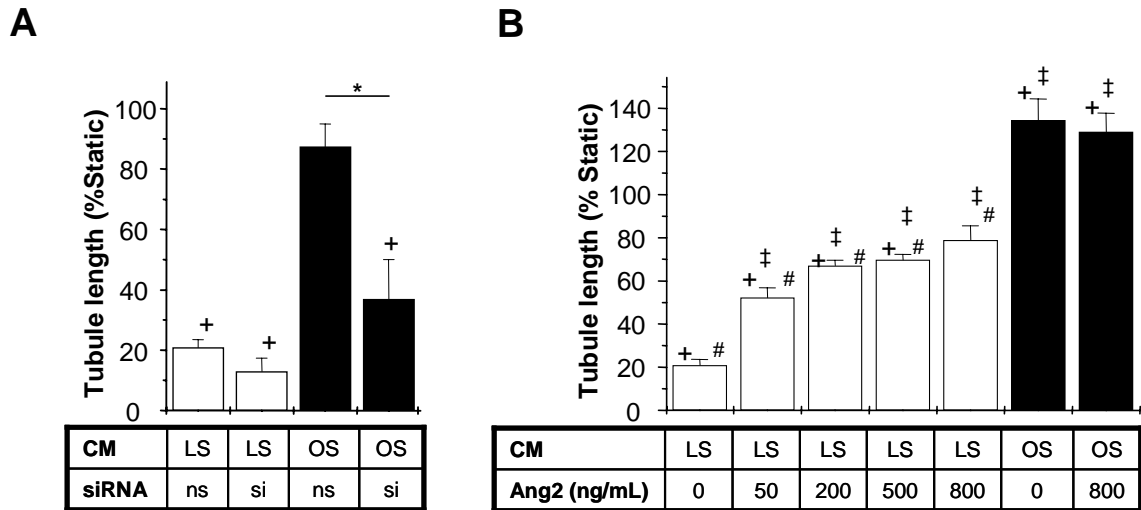 A
Tubule length (%Static)
100
80
60
40
20
0
+
+
*
+
CM LS LS OS OS
siRNA ns si ns si
B
Tubule length (% Static)
140
120
100
80
60
40
20
0
+ #
+ ‡ #
+ ‡ #
+ ‡ #
‡ #
+ ‡
+ ‡
CM LS LS LS LS LS OS OS
Ang2 (ng/mL) 0 50 200 500 800 0 800